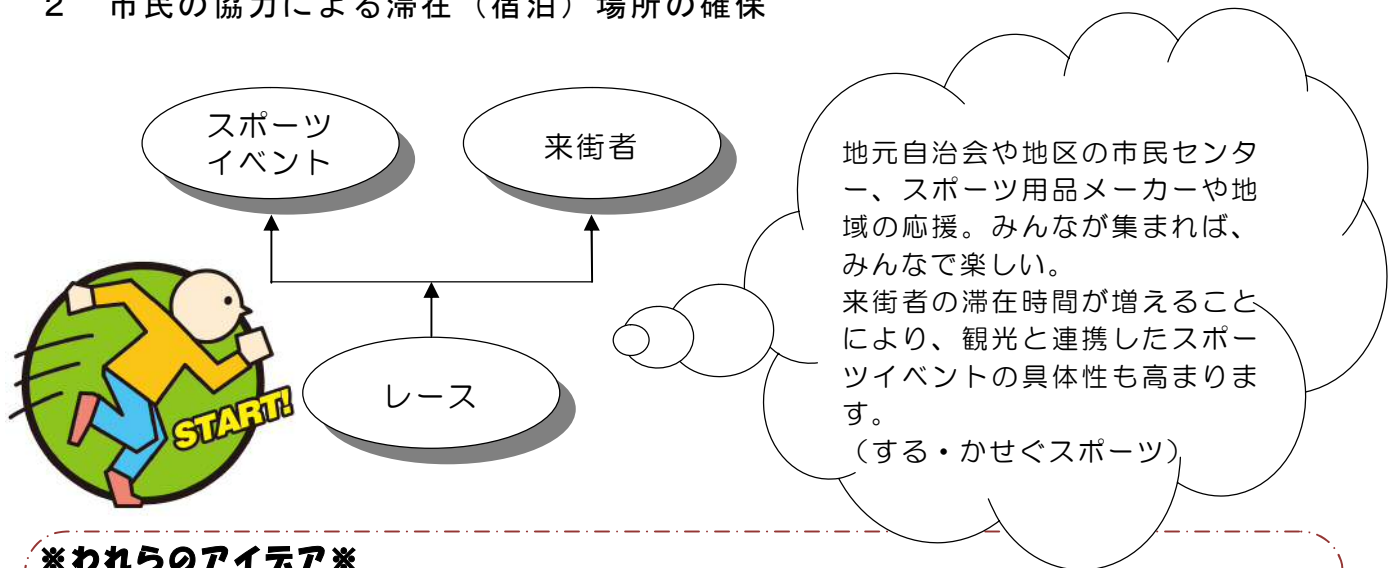 ２　市民の協力による滞在（宿泊）場所の確保
スポーツ
イベント
来街者
地元自治会や地区の市民センタ
ー、スポーツ用品メーカーや地
域の応援。みんなが集まれば、
みんなで楽しい。
来街者の滞在時間が増えること
により、観光と連携したスポー
ツイベントの具体性も高まりま
す。
（する・かせぐスポーツ）
レース
START!
※われらのアイデア※